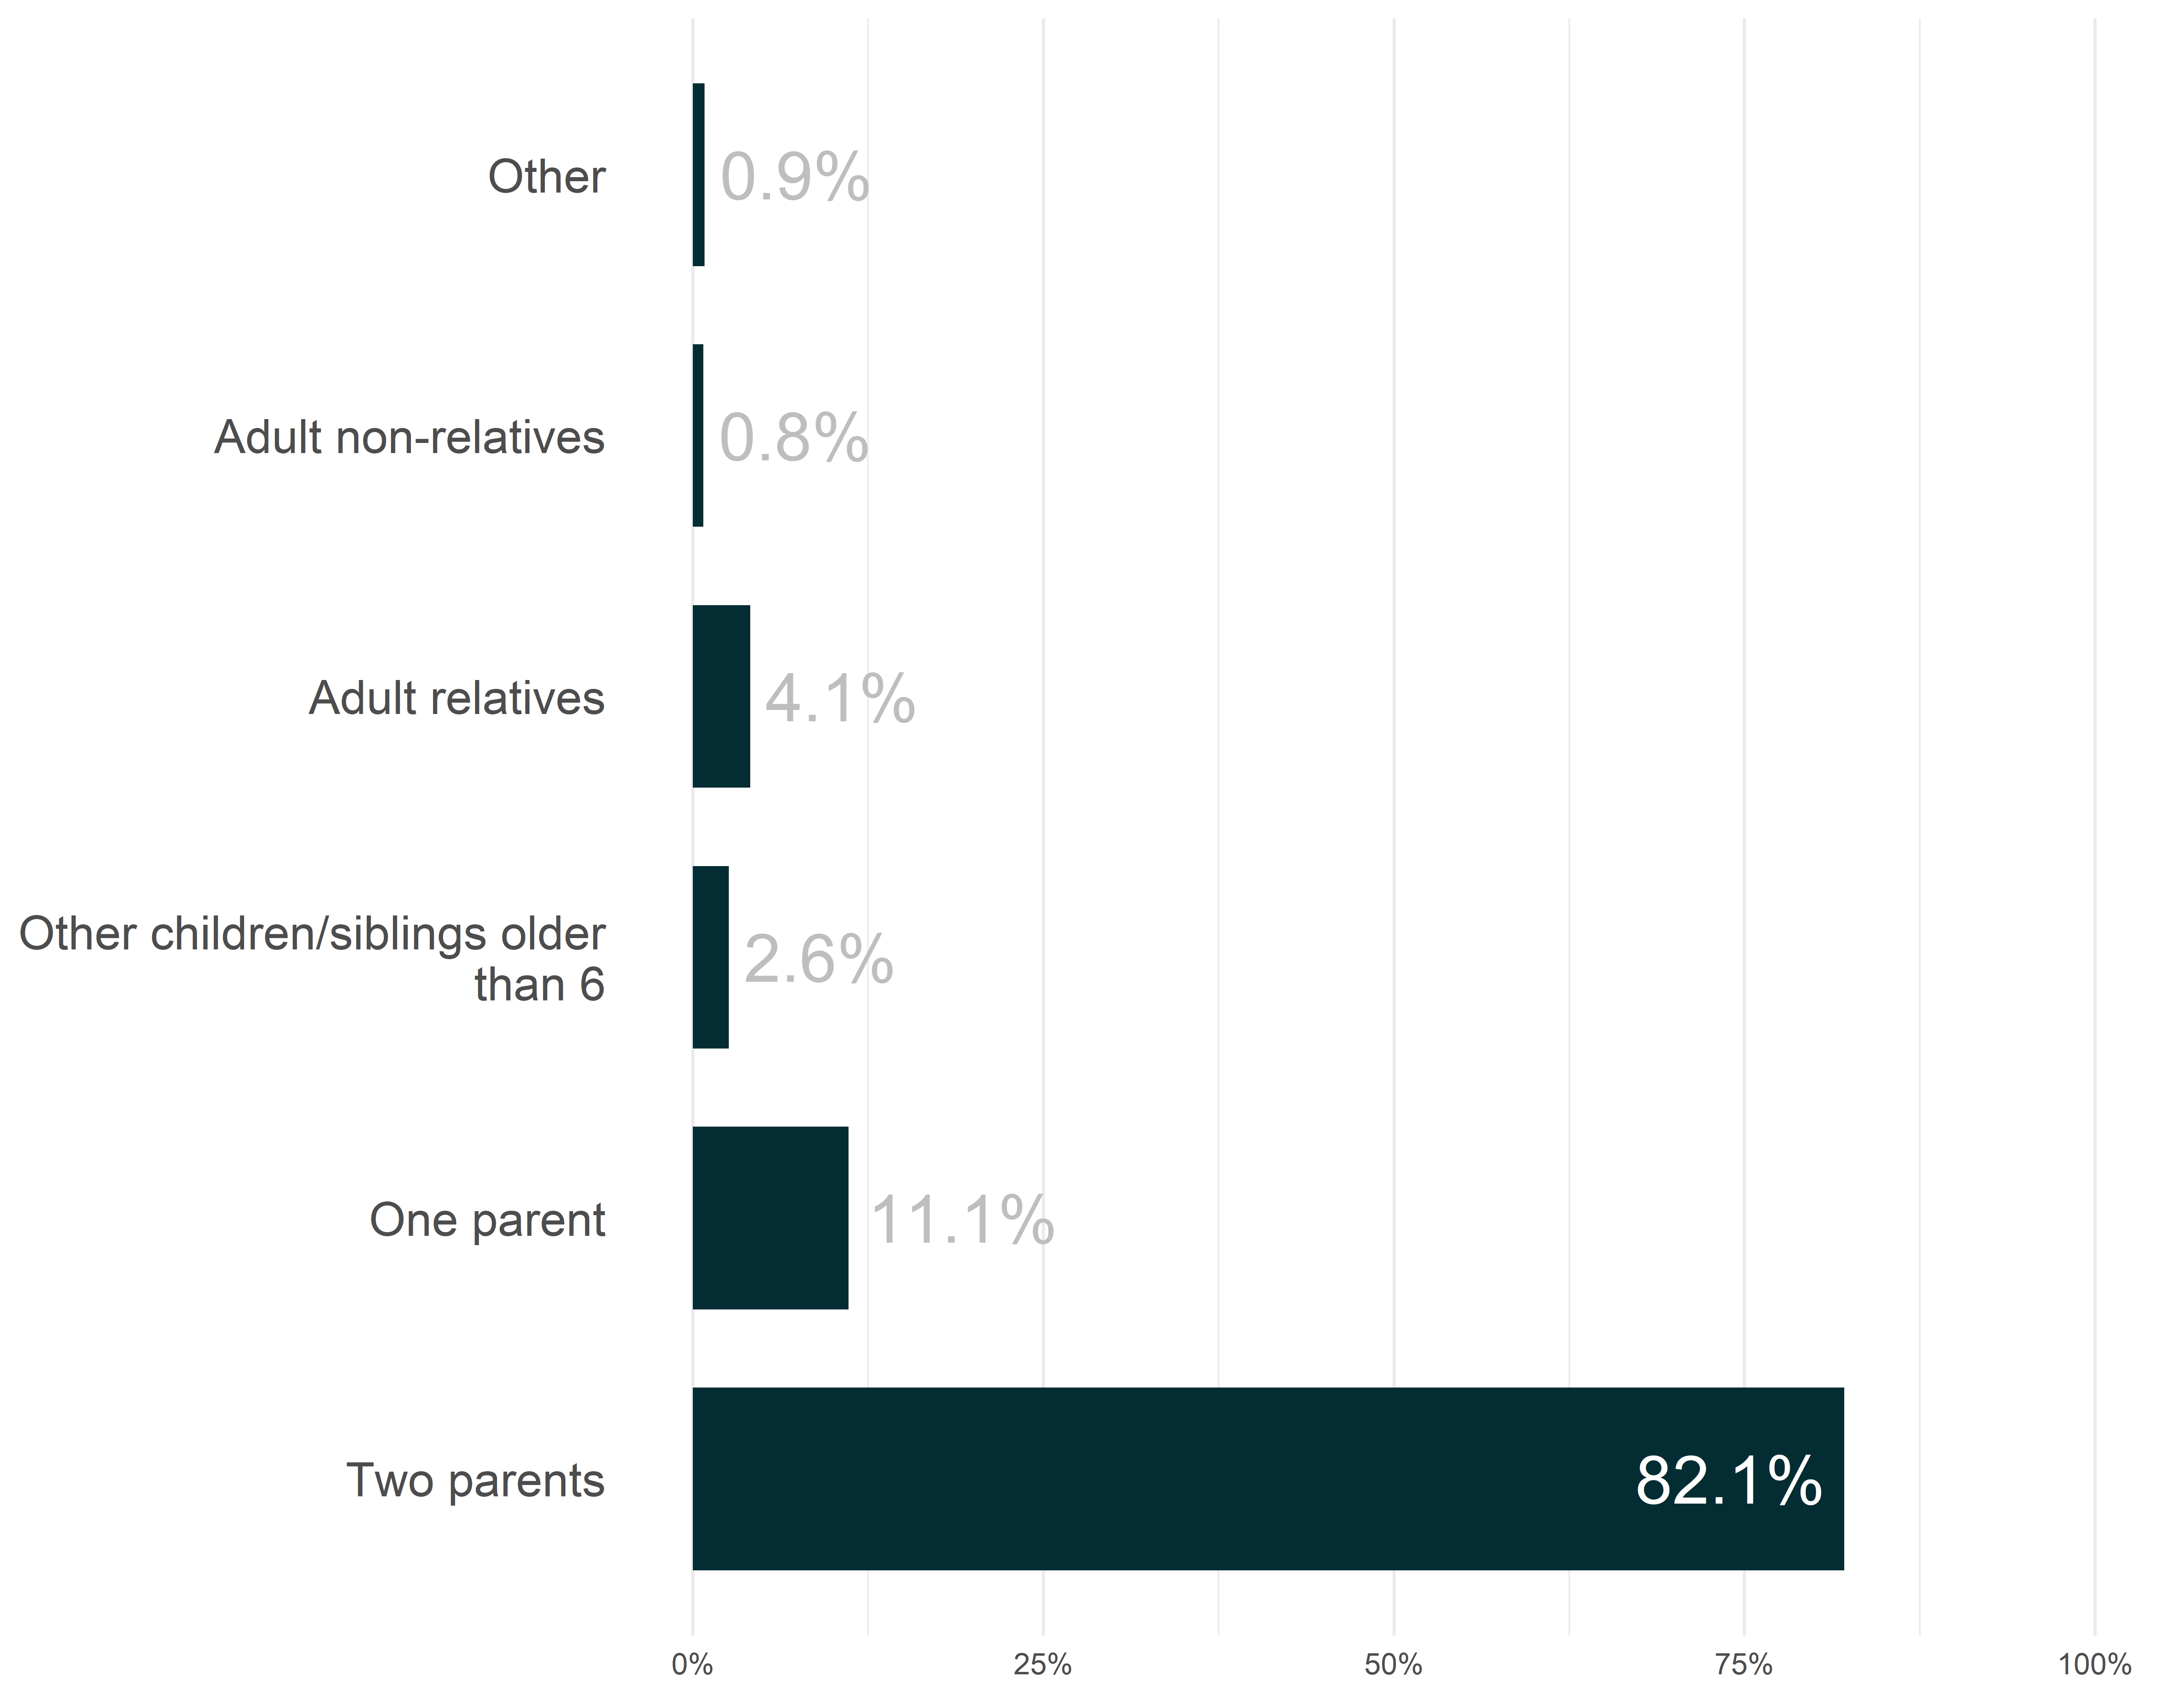 Other
0.9%
Adult non-relatives
0.8%
Adult relatives
4.1%
Other children/siblings older
than 6
2.6%
One parent
11.1%
Two parents
82.1%
0%
25%
50%
75%
100%